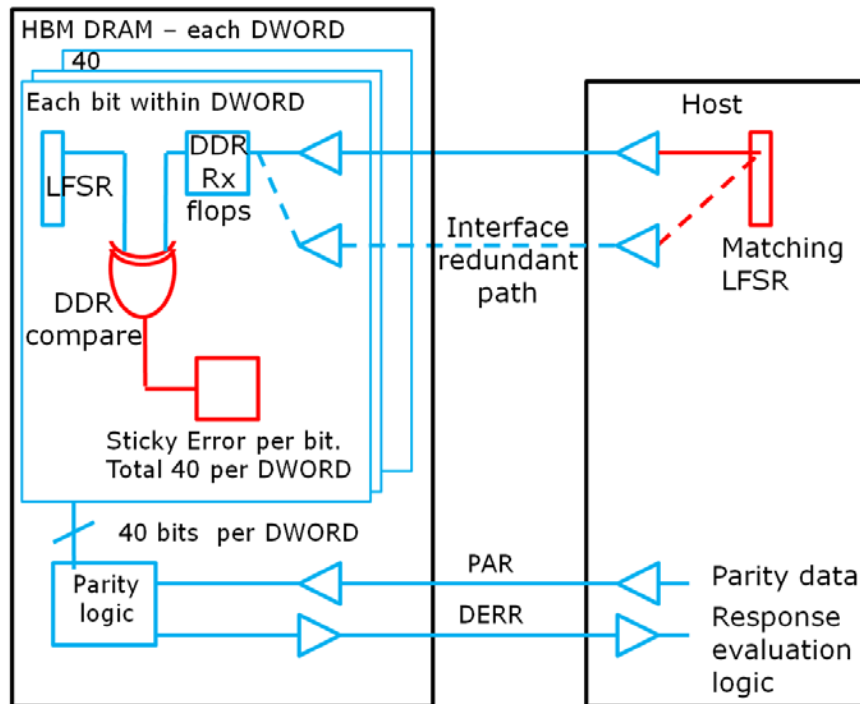 HBM DRAM – each DWORD
40
Each bit within DWORD
LFSR
DDR
Rx
flops
DDR
compare
Sticky Error per bit.
Total 40 per DWORD
40 bits per DWORD
Parity
logic
Interface
redundant
path
PAR
DERR
Host
Matching
LFSR
Parity data
Response
evaluation
logic